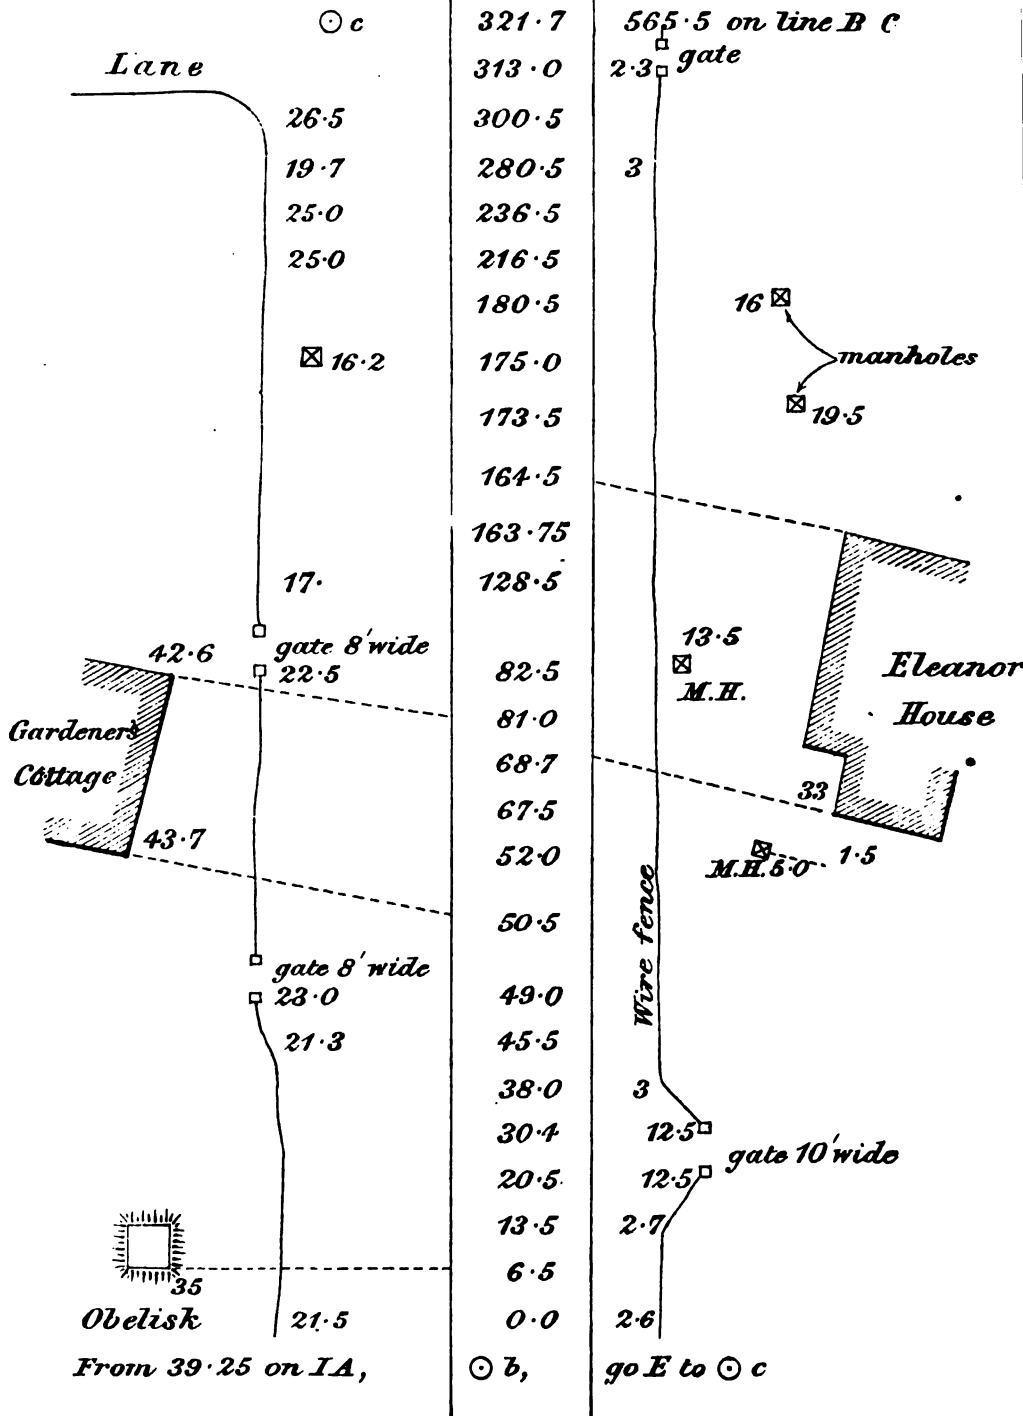 ⊙ c 321·7 565·5 on line B C
gate
Lane 313·0 2·3
26·5 300·5
19·7 280·5 3
25·0 236·5
25·0 216·5
180·5 16
16·2 175·0 manholes
173·5 19·5
164·5
163·75
17· 128·5
13·5
gate 8' wide
42·6 22·5 82·5 M.H. Eleanor
81·0 House
Gardener's
Cottage 68·7 33
67·5
43·7 52·0 M.H. 5·0 1·5
50·5
Wire fence
gate 8' wide
23·0 49·0
21·3 45·5
38·0 3
30·4 12·5
gate 10' wide
20·5 12·5
13·5 2·7
35 6·5
Obelisk 21·5 0·0 2·6
From 39·25 on I A, ⊙ b, go E to ⊙ c